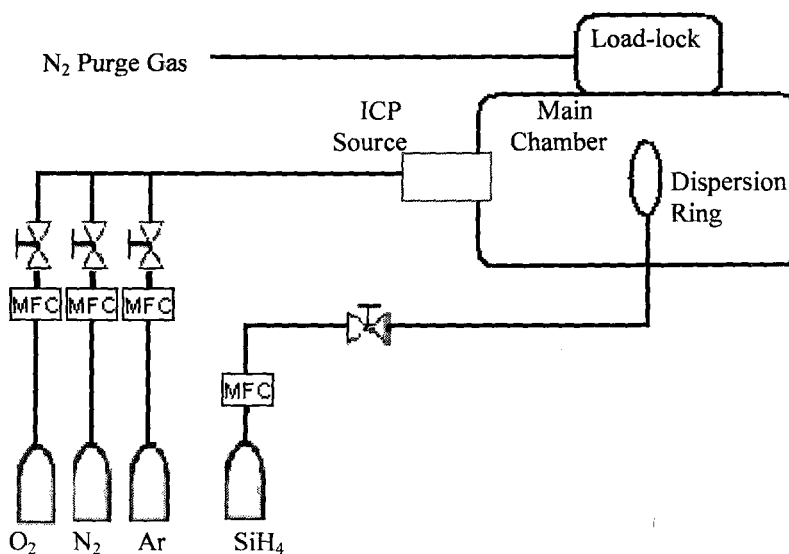 Load-lock
N₂ Purge Gas
ICP
Source
Main
Chamber
Dispersion
Ring
MFC
MFC
MFC
MFC
O₂
N₂
Ar
SiH₄